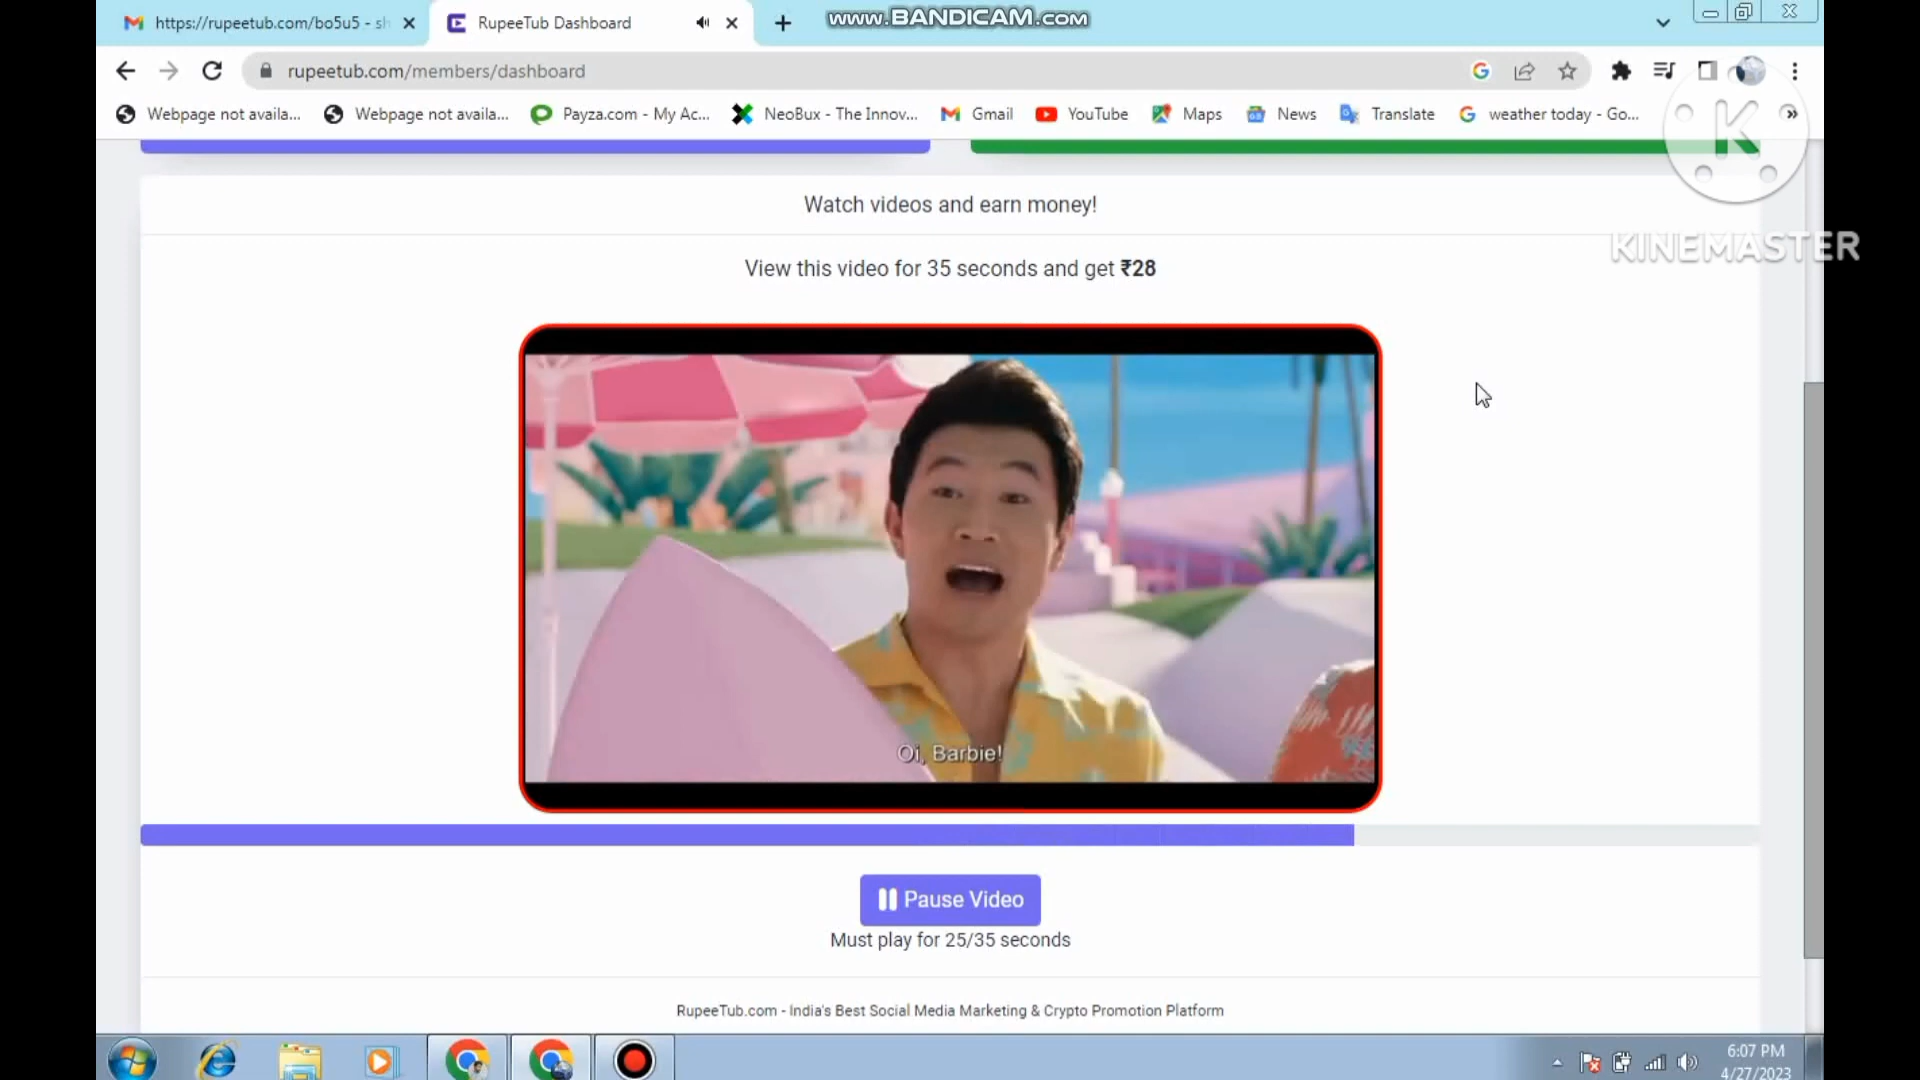 https://rupeetub.com/bo5u5 - sh
RupeeTub Dashboard
www.BANDICAM.com
rupeetub.com/members/dashboard
Webpage not availa...
Webpage not availa...
Payza.com - My Ac...
NeoBux - The Innov...
Gmail
YouTube
Maps
News
Translate
weather today - Go...
K
KINEMASTER
Watch videos and earn money!
View this video for 35 seconds and get ₹28
Oi, Barbie!
Pause Video
Must play for 25/35 seconds
RupeeTub.com - India's Best Social Media Marketing & Crypto Promotion Platform
6:07 PM
4/27/2023